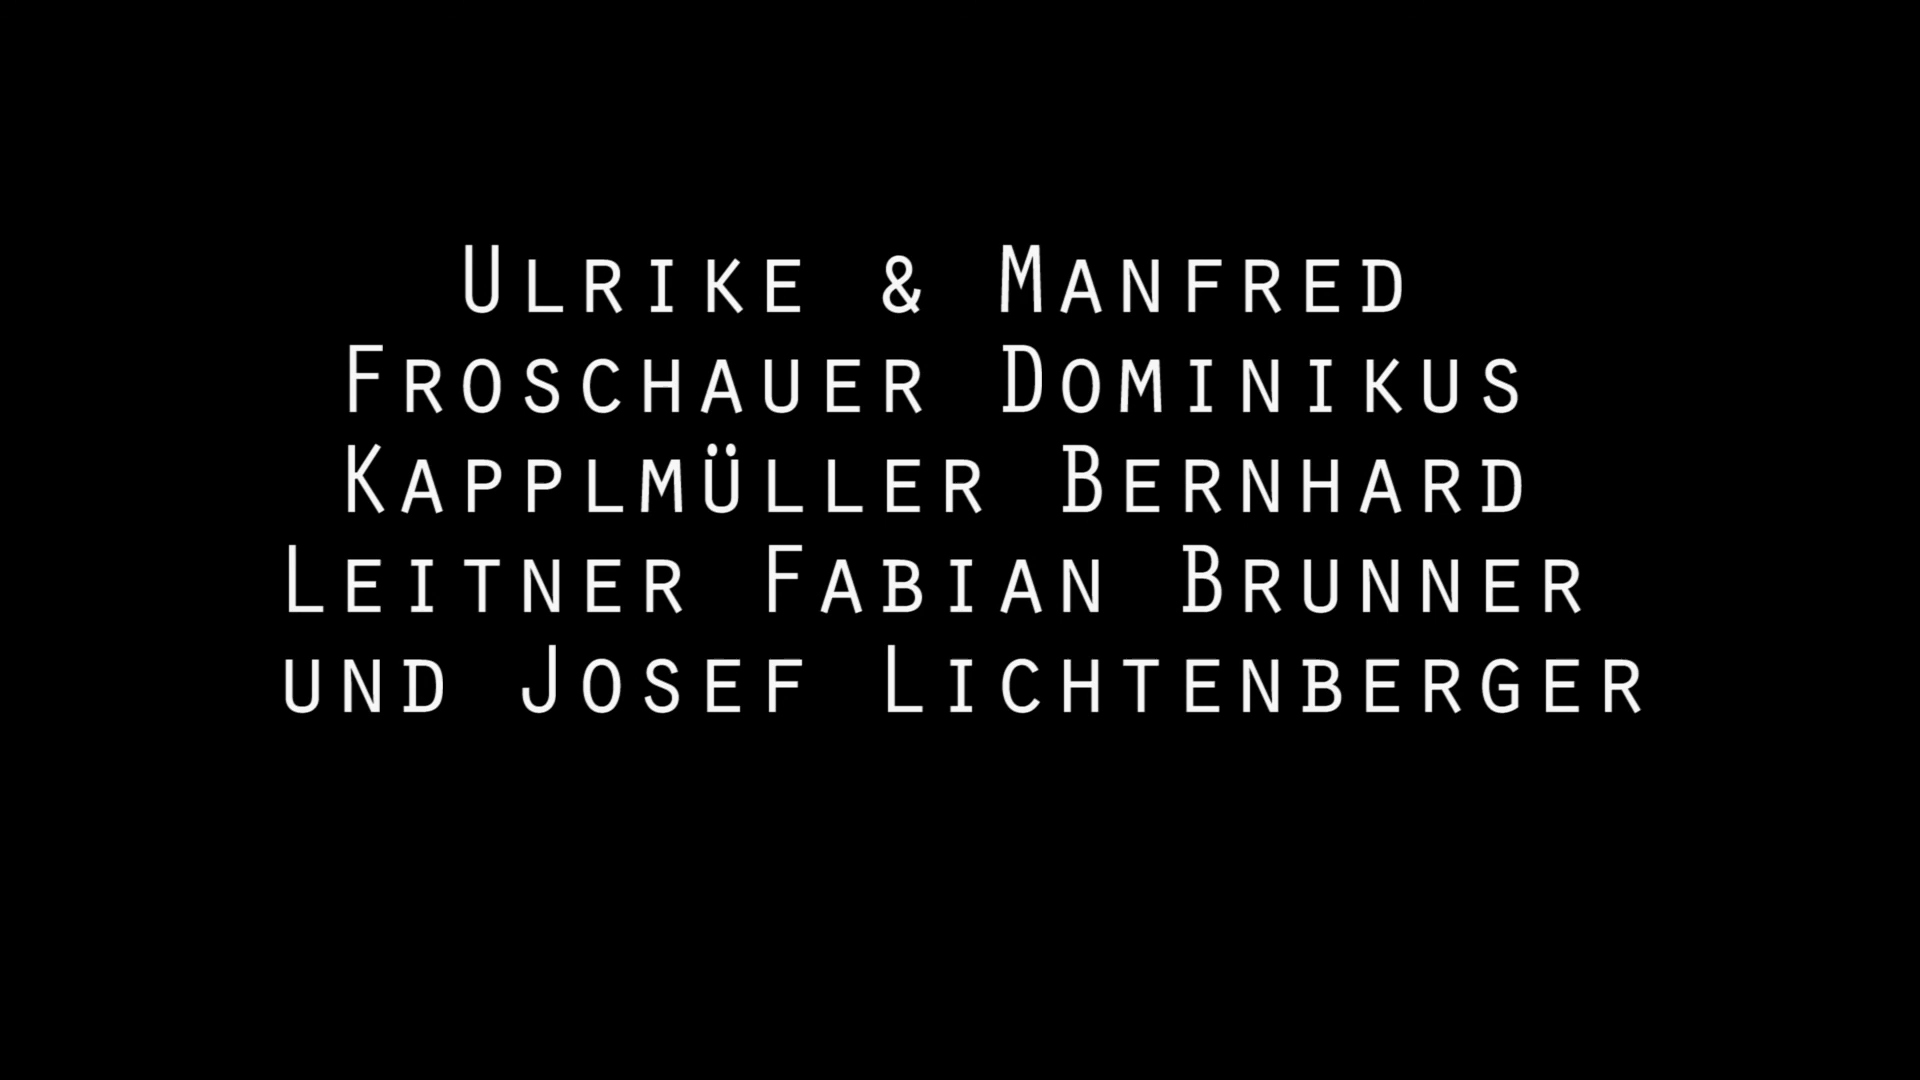 Ulrike & Manfred
Froschauer Dominikus
Kapplmüller Bernhard
Leitner Fabian Brunner
und Josef Lichtenberger